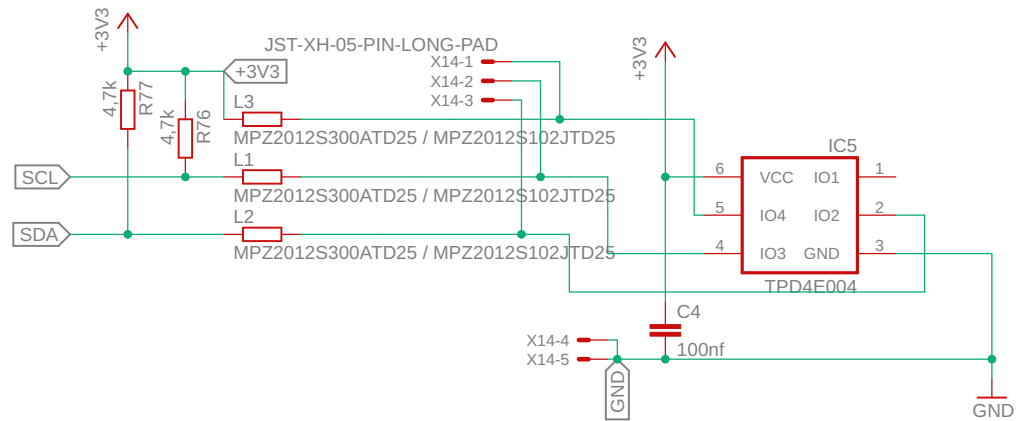 +3V3
JST-XH-05-PIN-LONG-PAD
+3V3
X14-1
X14-2
X14-3
+3V3
4,7k
R77
4,7k
R76
L3
MPZ2012S300ATD25 / MPZ2012S102JTD25
L1
MPZ2012S300ATD25 / MPZ2012S102JTD25
L2
MPZ2012S300ATD25 / MPZ2012S102JTD25
SCL
SDA
IC5
6 VCC IO1 1
5 IO4 IO2 2
4 IO3 GND 3
TPD4E004
C4
100nf
X14-4
X14-5
GND
GND